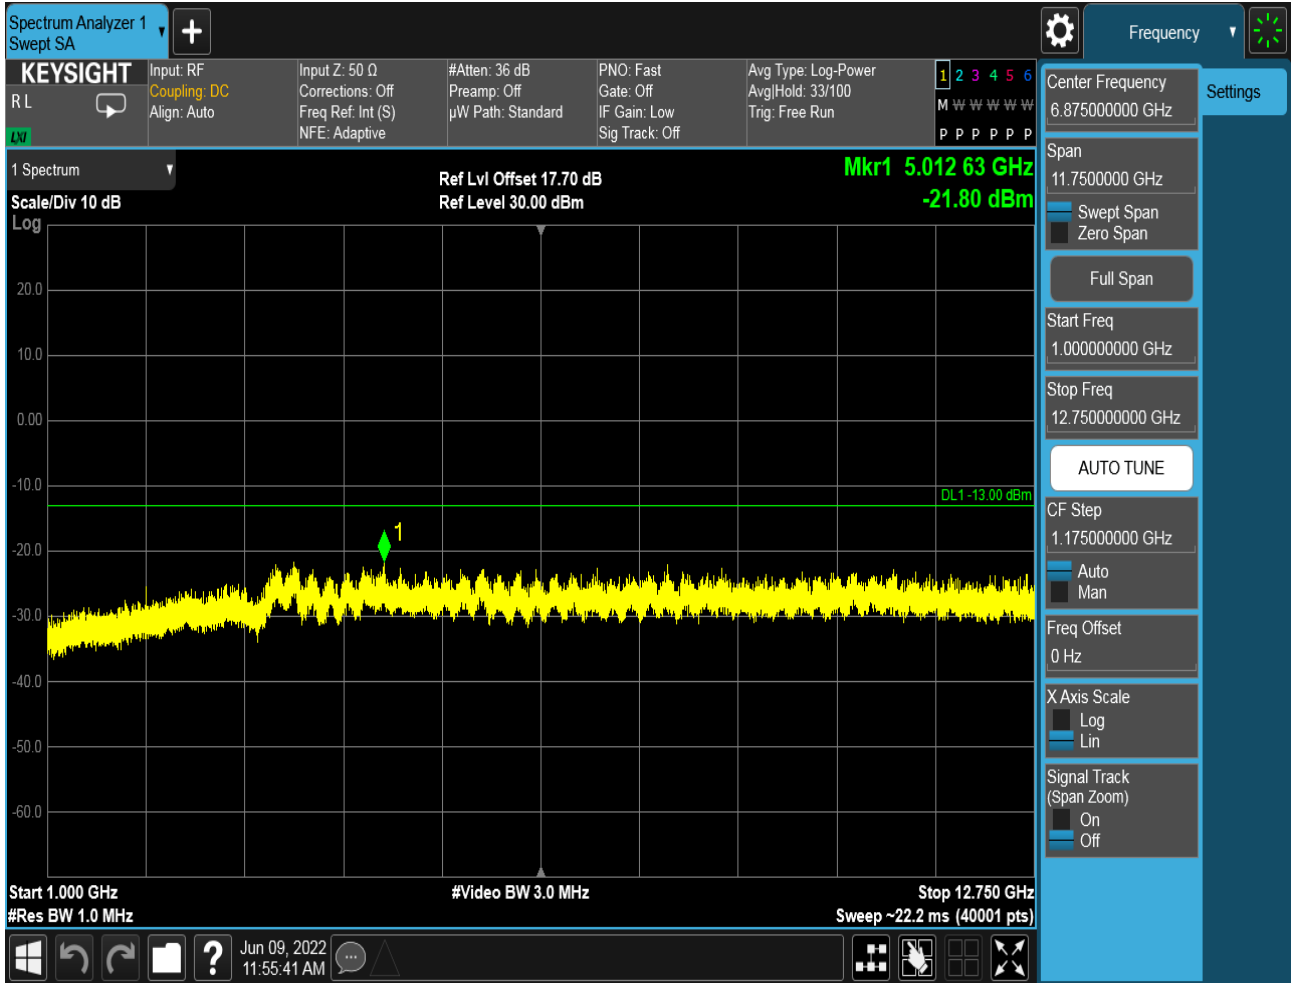 Spectrum Analyzer 1
Swept SA
Frequency
KEYSIGHT
R L
LXI
Input: RF
Coupling: DC
Align: Auto
Input Z: 50 Ω
Corrections: Off
Freq Ref: Int (S)
NFE: Adaptive
#Atten: 36 dB
Preamp: Off
µW Path: Standard
PNO: Fast
Gate: Off
IF Gain: Low
Sig Track: Off
Avg Type: Log-Power
Avg|Hold: 33/100
Trig: Free Run
1 2 3 4 5 6
M W W W W W
P P P P P P
Center Frequency
6.875000000 GHz
Settings
Span
11.7500000 GHz
Swept Span
Zero Span
Full Span
Start Freq
1.000000000 GHz
Stop Freq
12.750000000 GHz
AUTO TUNE
CF Step
1.175000000 GHz
Auto
Man
Freq Offset
0 Hz
X Axis Scale
Log
Lin
Signal Track
(Span Zoom)
On
Off
1 Spectrum
Scale/Div 10 dB
Log
Ref Lvl Offset 17.70 dB
Ref Level 30.00 dBm
Mkr1 5.012 63 GHz
-21.80 dBm
20.0
10.0
0.00
-10.0
DL1 -13.00 dBm
1
-20.0
-30.0
-40.0
-50.0
-60.0
Start 1.000 GHz
#Video BW 3.0 MHz
Stop 12.750 GHz
#Res BW 1.0 MHz
Sweep ~22.2 ms (40001 pts)
?
Jun 09, 2022
11:55:41 AM